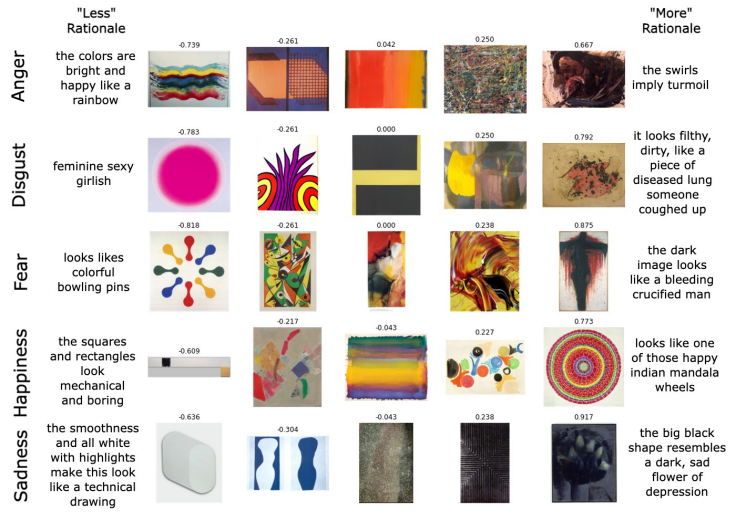 "Less"
Rationale
"More"
Rationale
Anger
the colors are
bright and
happy like a
rainbow
-0.739
-0.261
0.042
0.250
0.667
the swirls
imply turmoil
Disgust
feminine sexy
girlish
-0.783
-0.261
0.000
0.250
0.792
it looks filthy,
dirty, like a
piece of
diseased lung
someone
coughed up
Fear
looks likes
colorful
bowling pins
-0.818
-0.261
0.000
0.238
0.875
the dark
image looks
like a bleeding
crucified man
Happiness
the squares
and rectangles
look
mechanical
and boring
-0.609
-0.217
-0.043
0.227
0.773
looks like one
of those happy
indian mandala
wheels
Sadness
the smoothness
and all white
with highlights
make this look
like a technical
drawing
-0.636
-0.304
-0.043
0.238
0.917
the big black
shape resembles
a dark, sad
flower of
depression